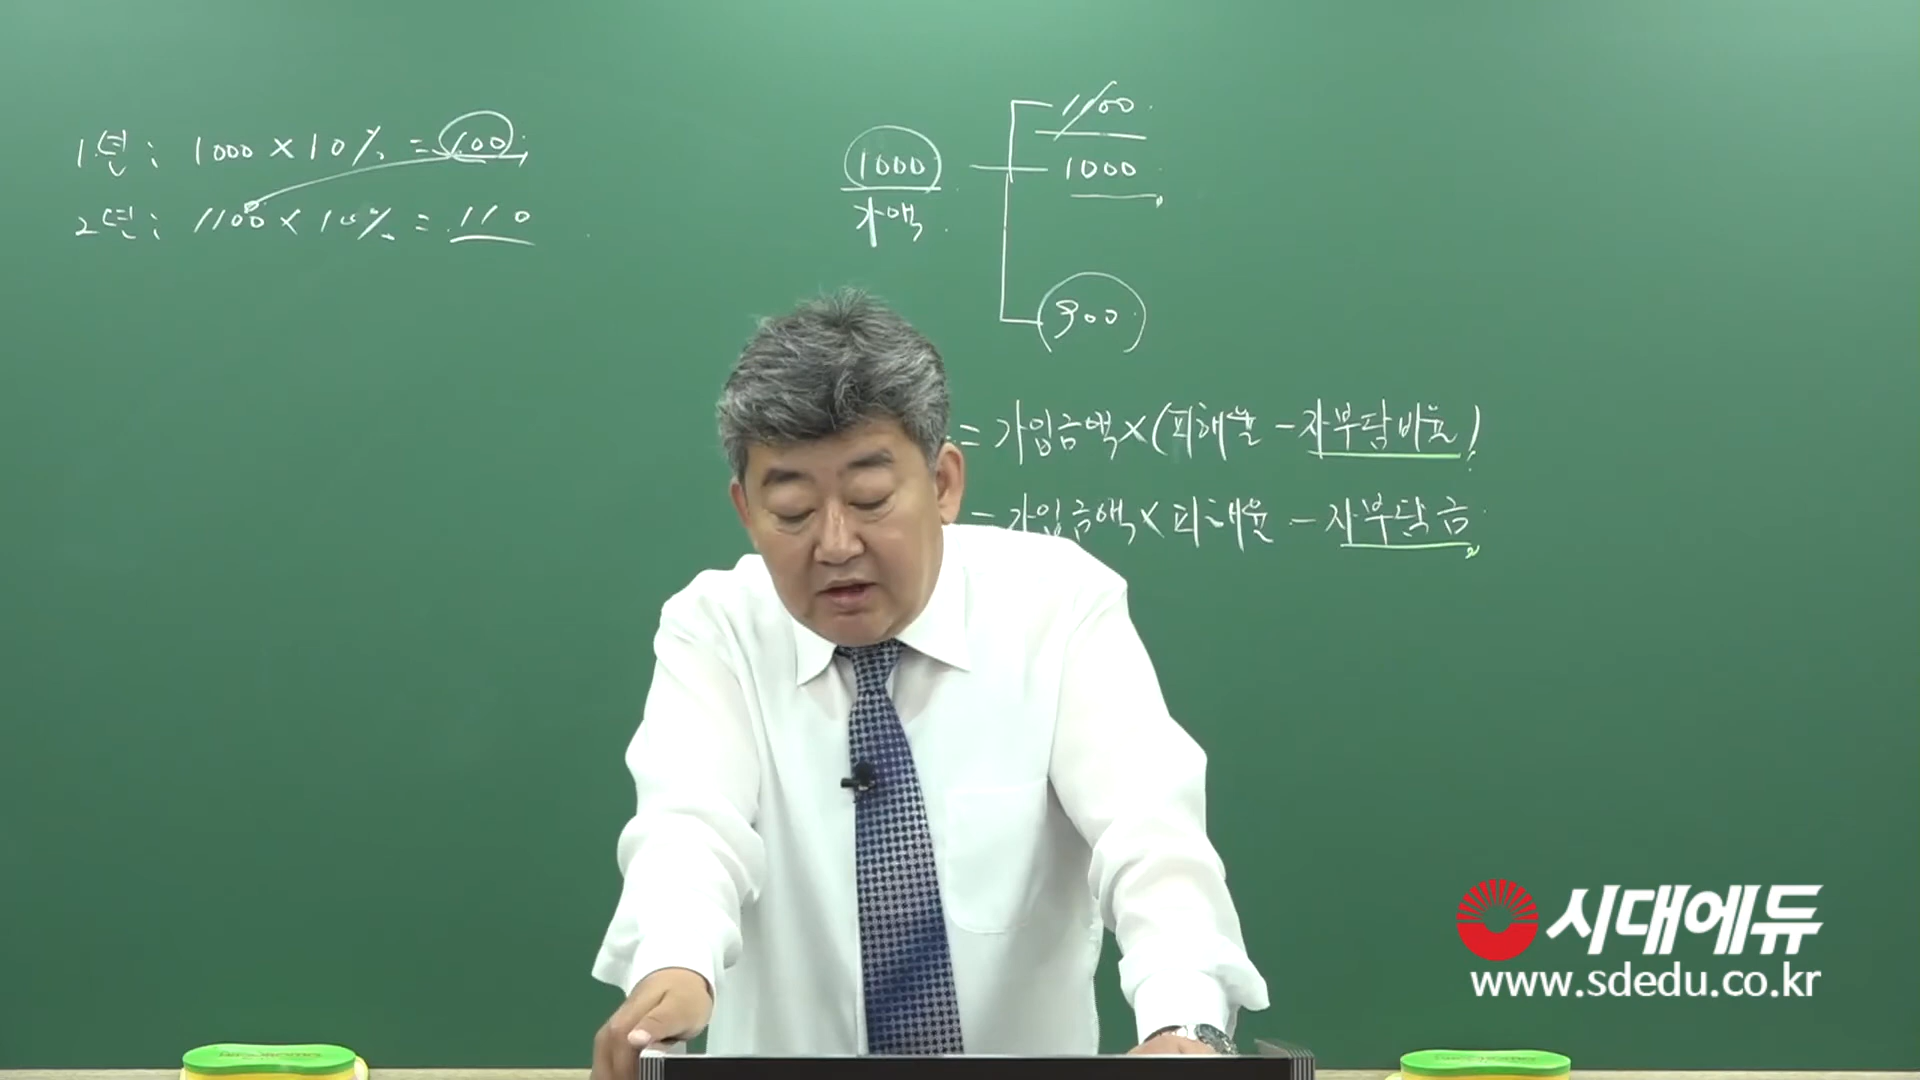 1년 : 1000 × 10% = 100
2년 : 1100 × 10% = 110
1100
1000
1000
가액
900
= 가입금액×(피해율 - 자부담비율)
- 가입금액×피해율 - 자부담금
시대에듀
www.sdedu.co.kr